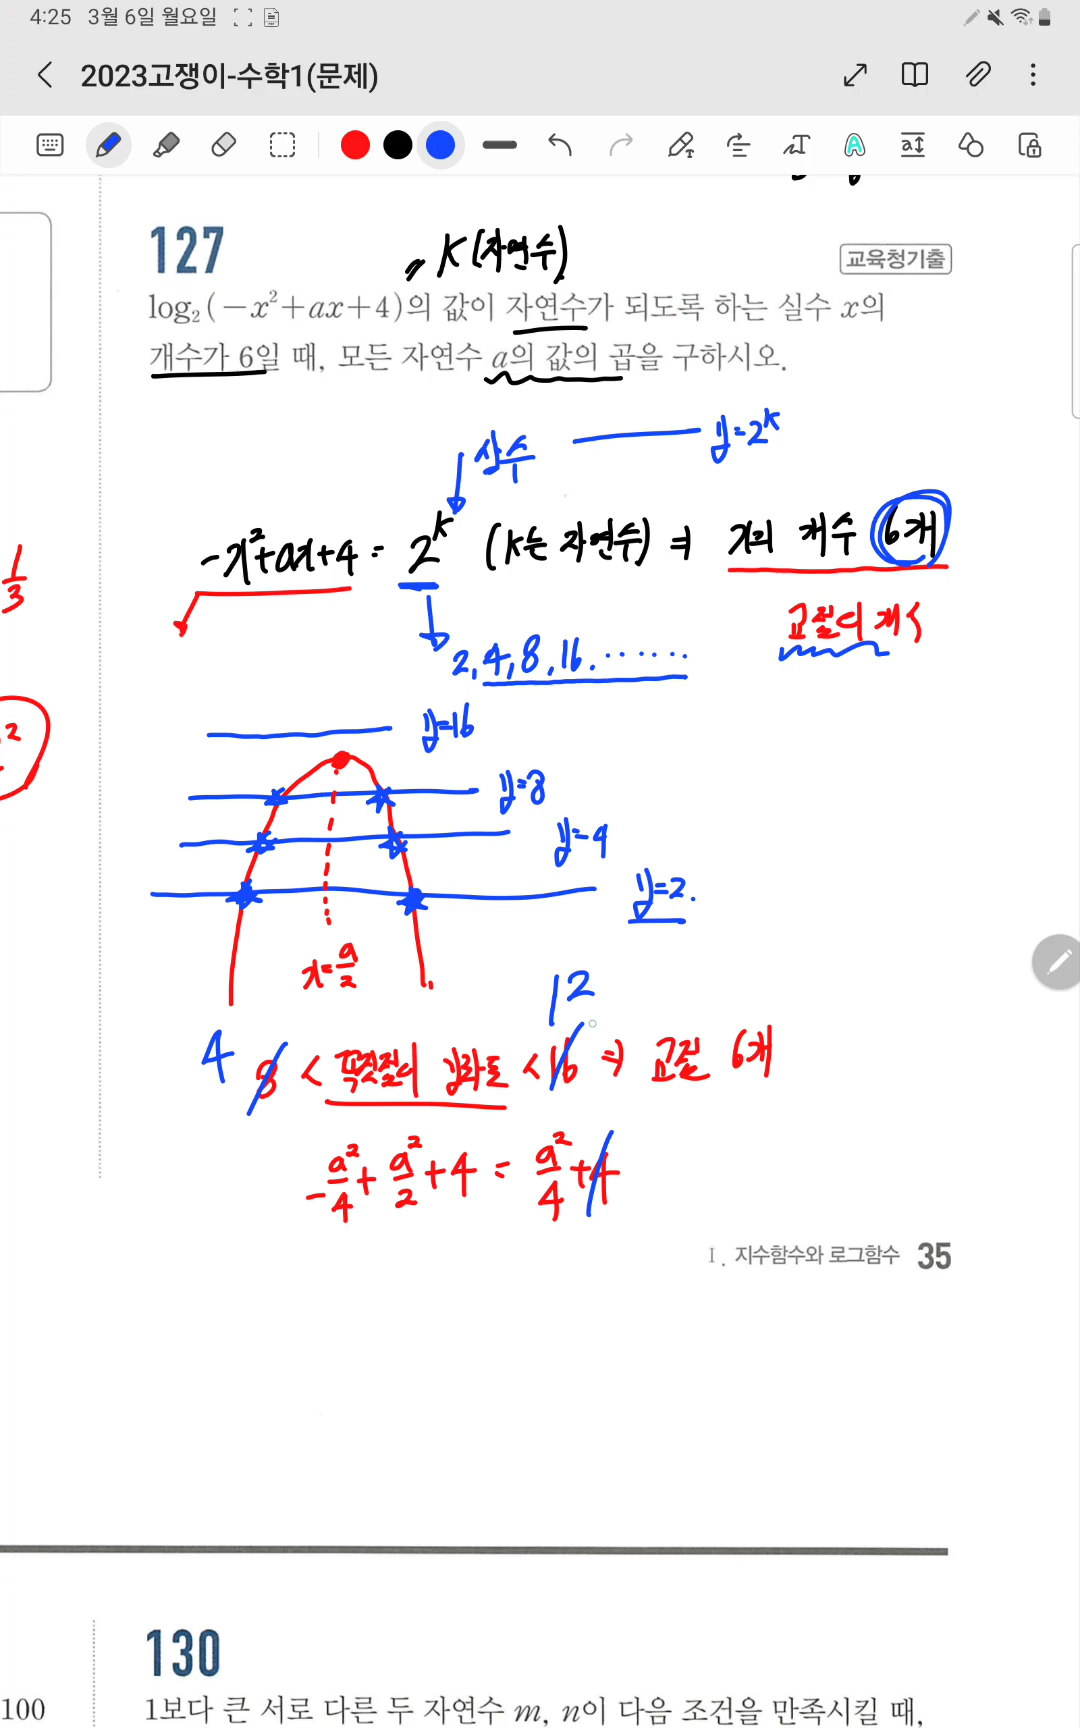 4:25 3월 6일 월요일
2023고쟁이-수학1(문제)
127
K(자연수)
교육청기출
log₂(−x²+ax+4)의 값이 자연수가 되도록 하는 실수 x의
개수가 6일 때, 모든 자연수 a의 값의 곱을 구하시오.
상수 y=2^k
-x²+ax+4 = 2^k (k는 자연수) ⇒ x의 개수 6개
1/3
교점의 개수
2, 4, 8, 16. ······
2
y=16
y=8
y=4
y=2.
x=a/2
12
4 8 < 꼭짓점의 y좌표 < 16 ⇒ 교점 6개
-a²/4 + a²/2 + 4 = a²/4 + 4
I. 지수함수와 로그함수 35
130
100
1보다 큰 서로 다른 두 자연수 m, n이 다음 조건을 만족시킬 때,